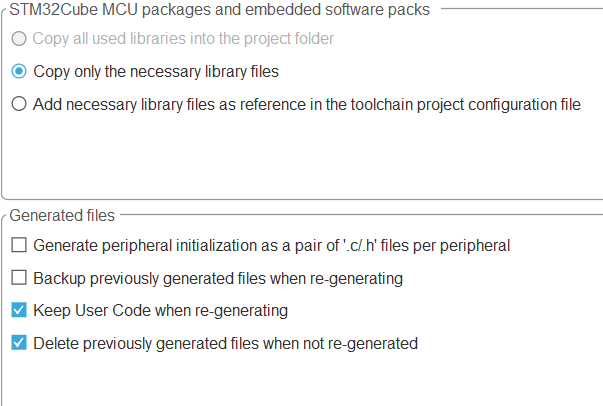 STM32Cube MCU packages and embedded software packs
Copy all used libraries into the project folder
Copy only the necessary library files
Add necessary library files as reference in the toolchain project configuration file
Generated files
Generate peripheral initialization as a pair of '.c/.h' files per peripheral
Backup previously generated files when re-generating
Keep User Code when re-generating
Delete previously generated files when not re-generated